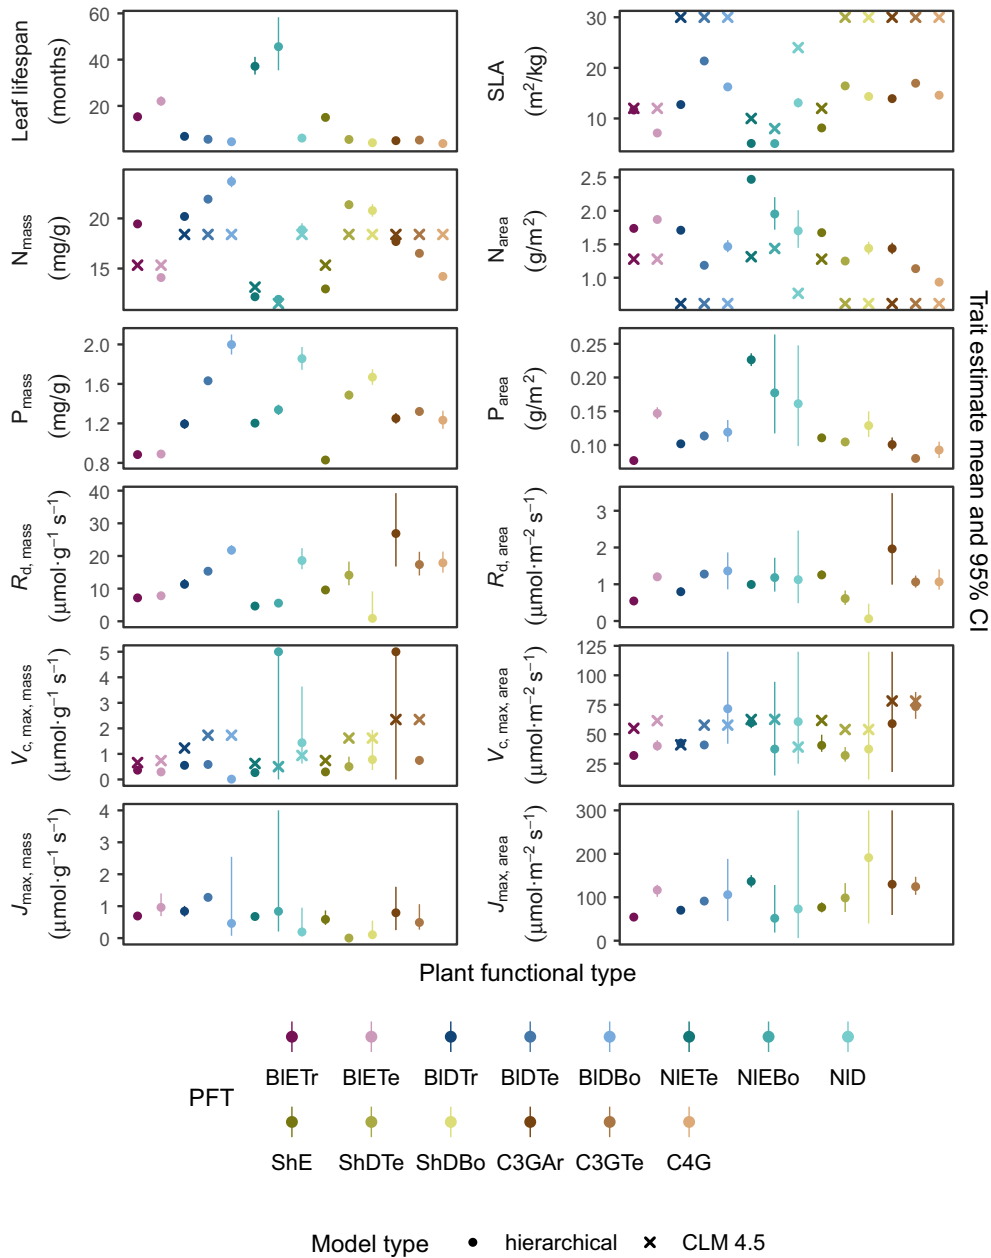 Leaf lifespan
(months)
60
40
20
SLA
(m²/kg)
30
20
10
N_mass
(mg/g)
20
15
N_area
(g/m²)
2.5
2.0
1.5
1.0
P_mass
(mg/g)
2.0
1.6
1.2
0.8
P_area
(g/m²)
0.25
0.20
0.15
0.10
R_d, mass
(μmol·g⁻¹ s⁻¹)
40
30
20
10
0
R_d, area
(μmol·m⁻² s⁻¹)
3
2
1
0
V_c, max, mass
(μmol·g⁻¹ s⁻¹)
5
4
3
2
1
0
V_c, max, area
(μmol·m⁻² s⁻¹)
125
100
75
50
25
J_max, mass
(μmol·g⁻¹ s⁻¹)
4
3
2
1
0
J_max, area
(μmol·m⁻² s⁻¹)
300
200
100
0
Trait estimate mean and 95% CI
Plant functional type
PFT
BlETr BlETe BlDTr BlDTe BlDBo NlETe NlEBo NlD
ShE ShDTe ShDBo C3GAr C3GTe C4G
Model type hierarchical CLM 4.5